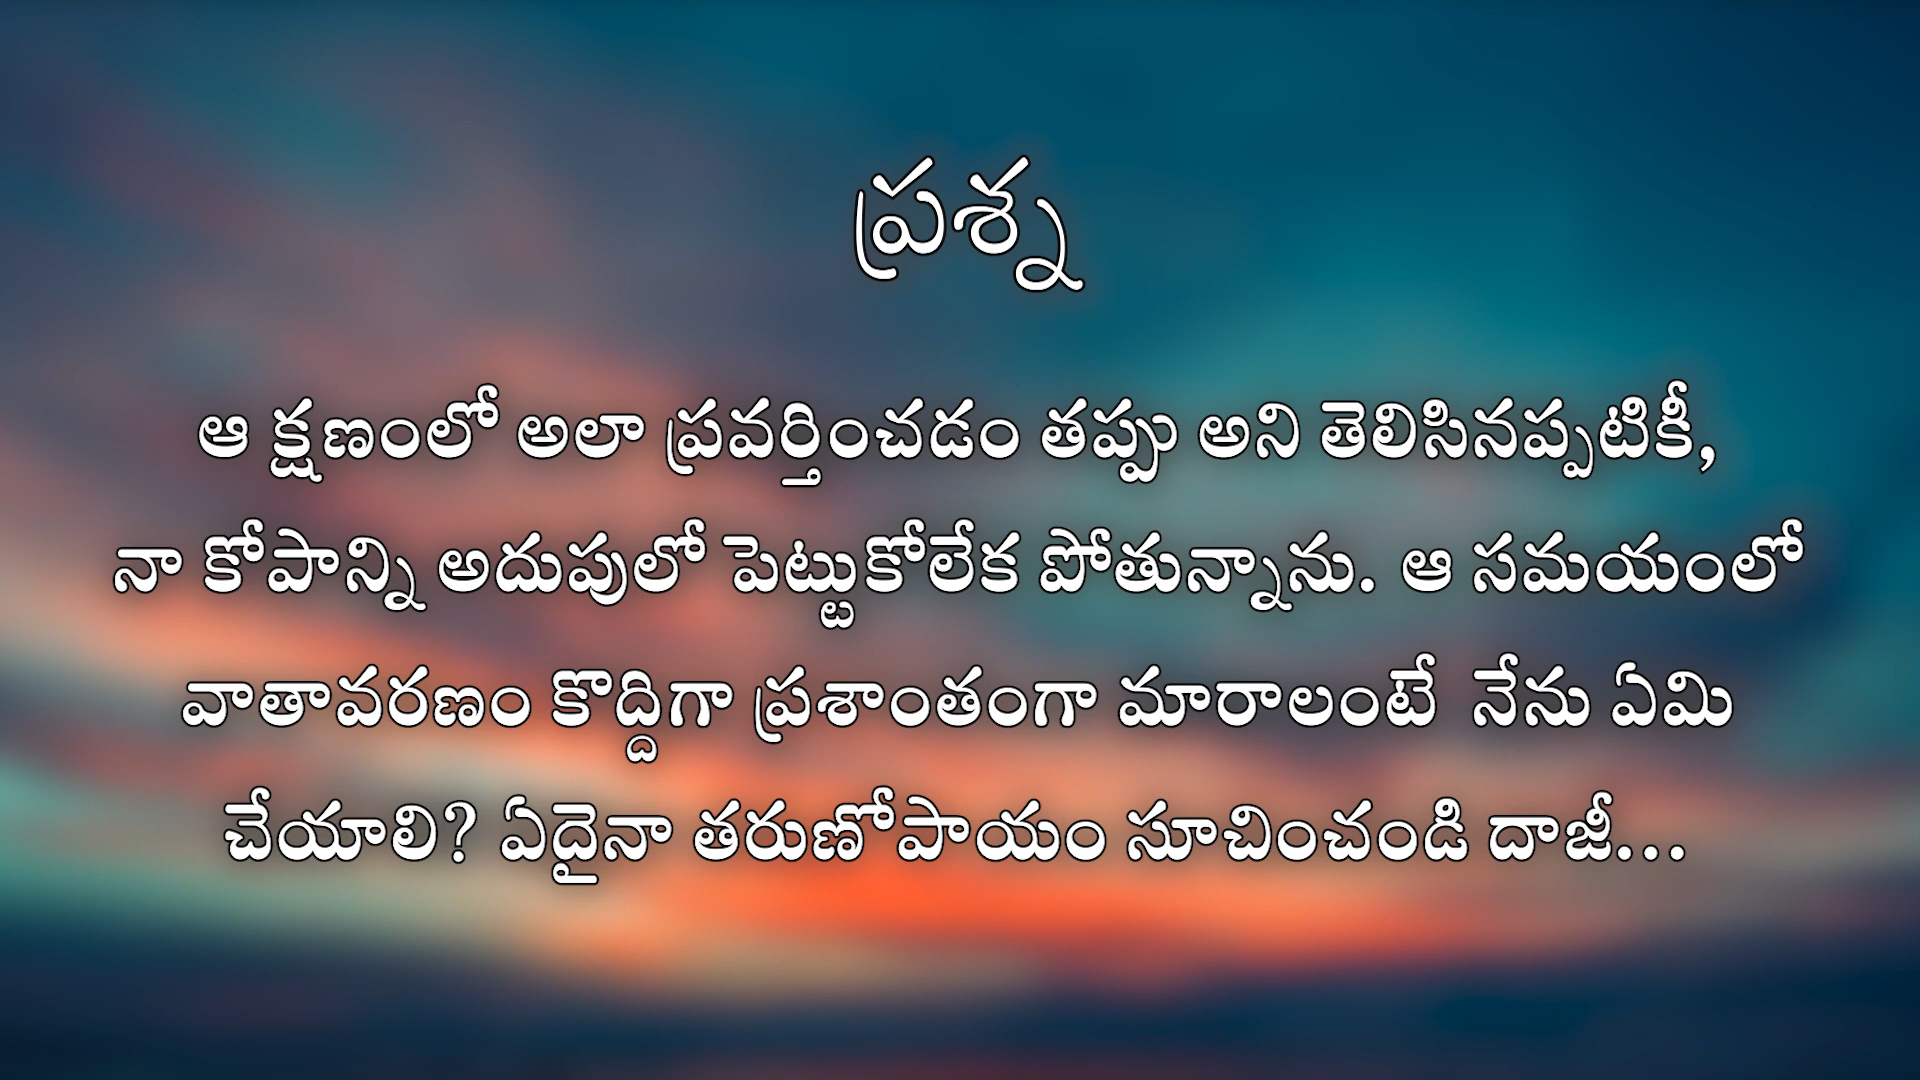 ప్రశ్న
ఆ క్షణంలో అలా ప్రవర్తించడం తప్పు అని తెలిసినప్పటికీ,
నా కోపాన్ని అదుపులో పెట్టుకోలేక పోతున్నాను. ఆ సమయంలో
వాతావరణం కొద్దిగా ప్రశాంతంగా మారాలంటే నేను ఏమి
చేయాలి? ఏదైనా తరుణోపాయం సూచించండి దాజీ...